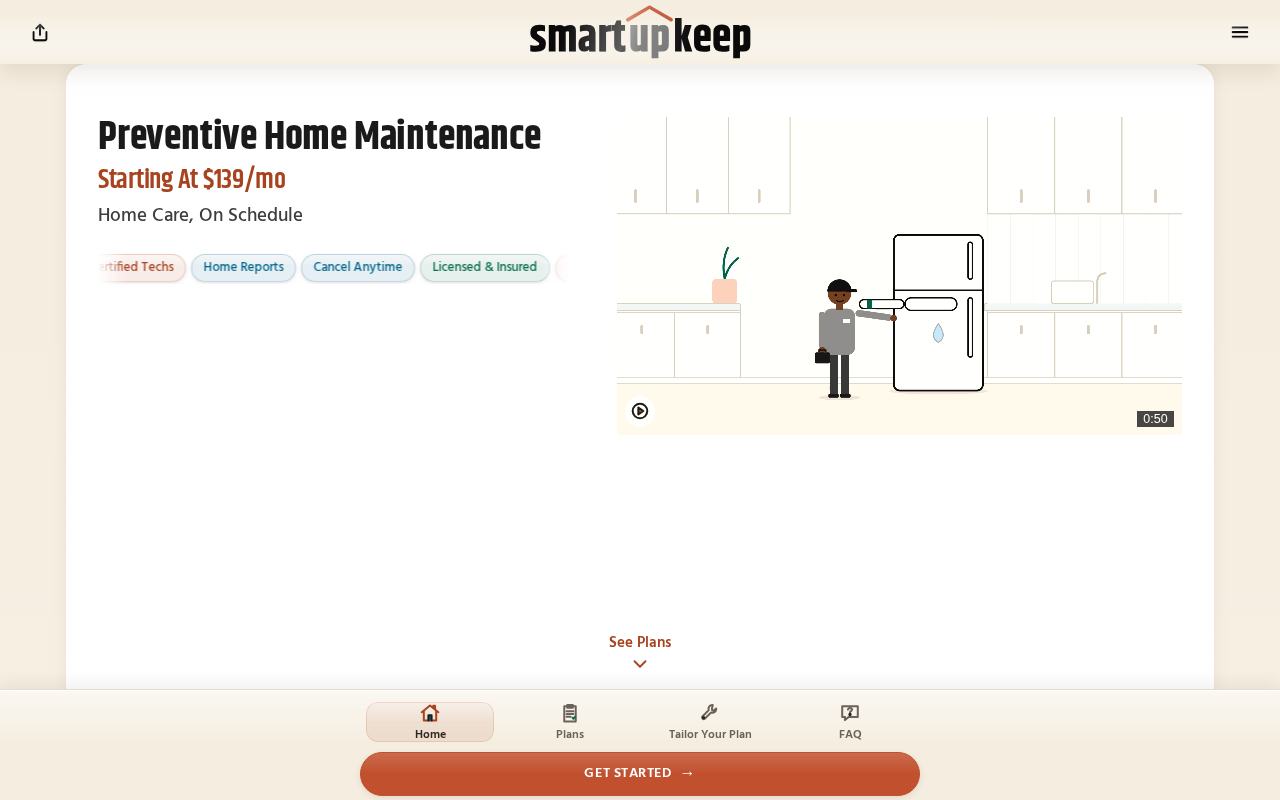 smartupkeep
Preventive Home Maintenance
Starting At $139/mo
Home Care, On Schedule
Techs Home Reports Cancel Anytime Licensed & Insured
0:50
See Plans
Home Plans Tailor Your Plan FAQ
GET STARTED →